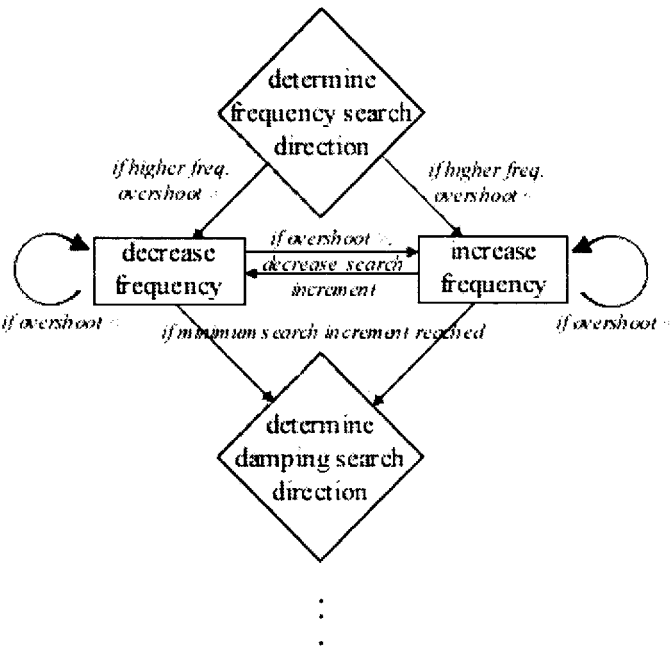 determine
frequency search
direction
if higher freq.
overshoot
if higher freq.
overshoot
decrease
frequency
if overshoot
decrease search
increment
increase
frequency
if overshoot
if overshoot
if minimum search increment reached
determine
damping search
direction